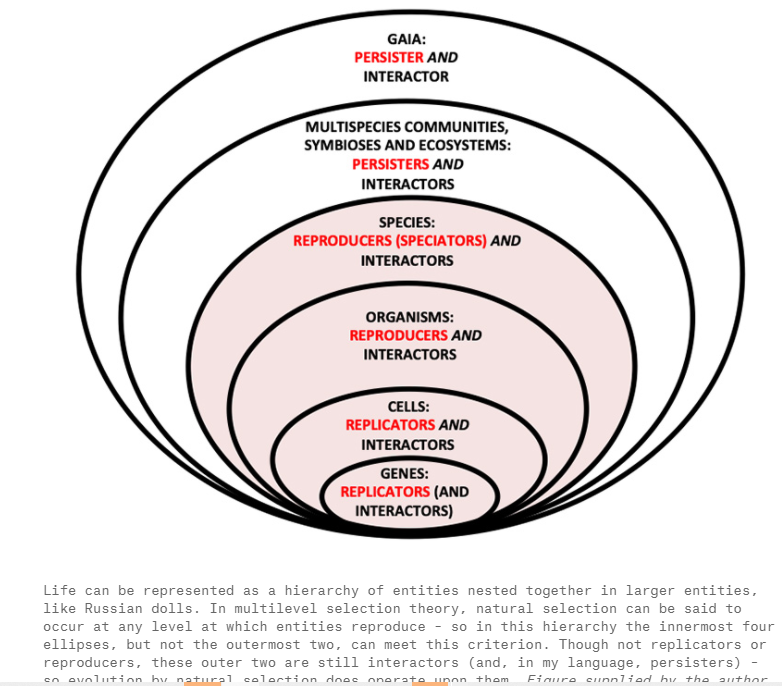 GAIA:
PERSISTER AND
INTERACTOR
MULTISPECIES COMMUNITIES,
SYMBIOSES AND ECOSYSTEMS:
PERSISTERS AND
INTERACTORS
SPECIES:
REPRODUCERS (SPECIATORS) AND
INTERACTORS
ORGANISMS:
REPRODUCERS AND
INTERACTORS
CELLS:
REPLICATORS AND
INTERACTORS
GENES:
REPLICATORS (AND
INTERACTORS)
Life can be represented as a hierarchy of entities nested together in larger entities,
like Russian dolls. In multilevel selection theory, natural selection can be said to
occur at any level at which entities reproduce – so in this hierarchy the innermost four
ellipses, but not the outermost two, can meet this criterion. Though not replicators or
reproducers, these outer two are still interactors (and, in my language, persisters) –
so evolution by natural selection does operate upon them. Figure supplied by the author